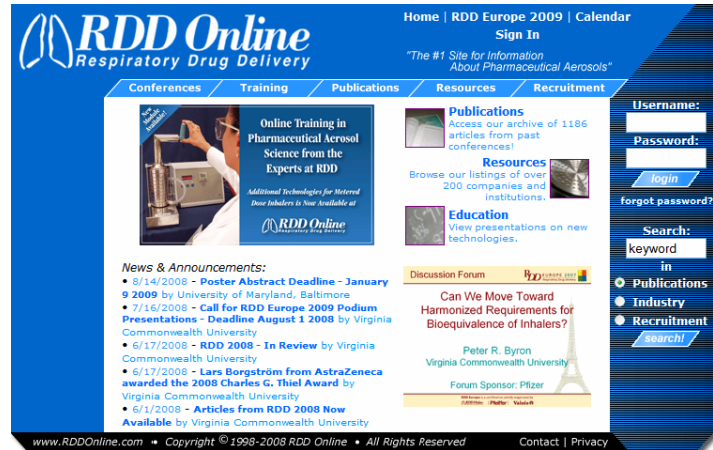 RDD Online
Respiratory Drug Delivery
Home | RDD Europe 2009 | Calendar
Sign In
"The #1 Site for Information
About Pharmaceutical Aerosols"
Conferences
Training
Publications
Resources
Recruitment
New
Module
Available!
Online Training in
Pharmaceutical Aerosol
Science from the
Experts at RDD
Additional Technologies for Metered
Dose Inhalers is Now Available at
RDD Online
Respiratory Drug Delivery
Publications
Access our archive of 1186
articles from past
conferences!
Resources
Browse our listings of over
200 companies and
institutions.
Education
View presentations on new
technologies.
Username:
Password:
login
forgot password?
Search:
keyword
in
Publications
Industry
Recruitment
search!
News & Announcements:
• 8/14/2008 - Poster Abstract Deadline - January
9 2009 by University of Maryland, Baltimore
• 7/16/2008 - Call for RDD Europe 2009 Podium
Presentations - Deadline August 1 2008 by Virginia
Commonwealth University
• 6/17/2008 - RDD 2008 - In Review by Virginia
Commonwealth University
• 6/17/2008 - Lars Borgström from AstraZeneca
awarded the 2008 Charles G. Thiel Award by
Virginia Commonwealth University
• 6/1/2008 - Articles from RDD 2008 Now
Available by Virginia Commonwealth University
Discussion Forum
RDD EUROPE 2007
Can We Move Toward
Harmonized Requirements for
Bioequivalence of Inhalers?
Peter R. Byron
Virginia Commonwealth University
Forum Sponsor: Pfizer
www.RDDOnline.com • Copyright © 1998-2008 RDD Online • All Rights Reserved
Contact | Privacy